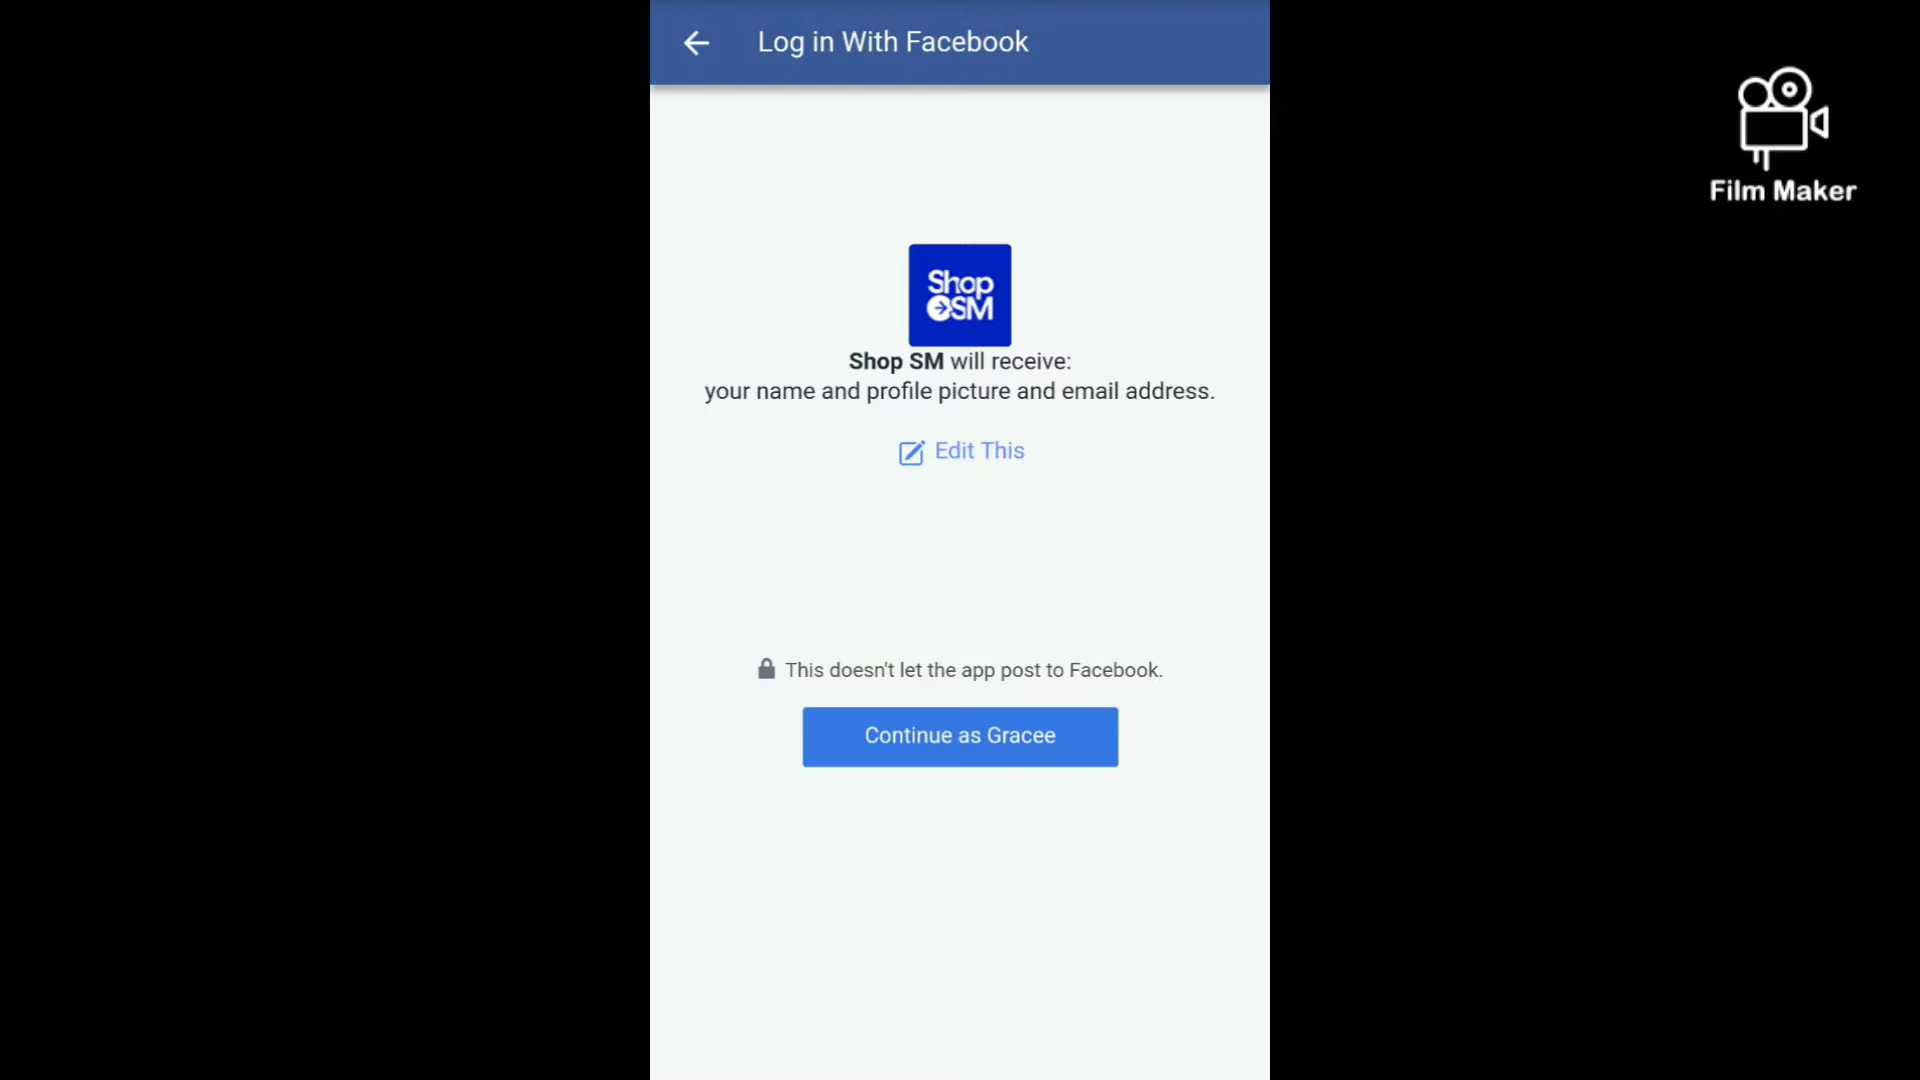 Log in With Facebook
Film Maker
Shop
SM
Shop SM will receive:
your name and profile picture and email address.
Edit This
This doesn't let the app post to Facebook.
Continue as Gracee